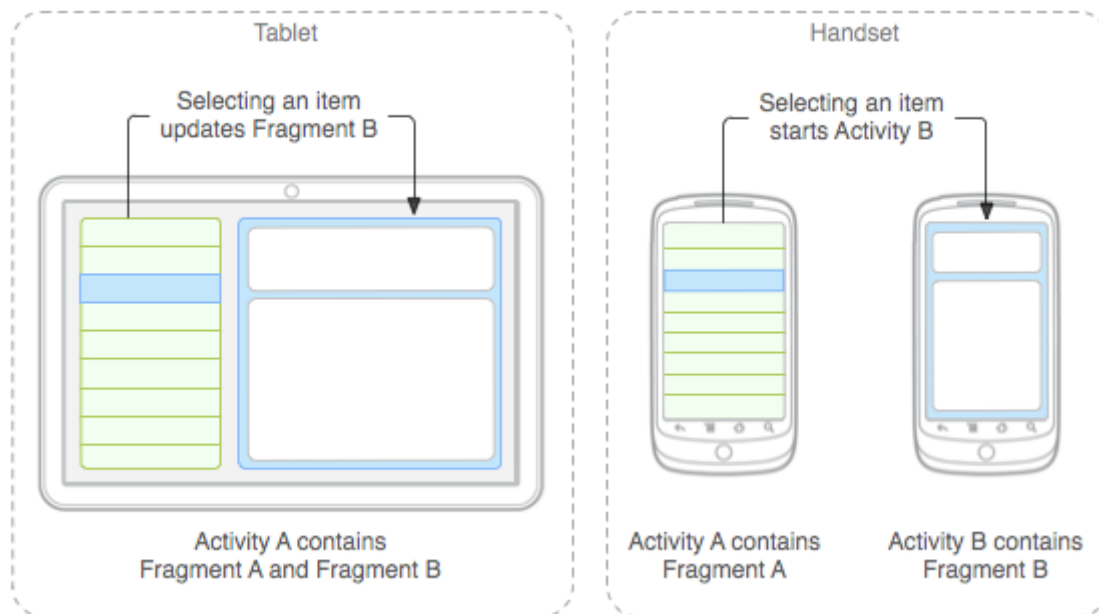 Tablet
Selecting an item
updates Fragment B
Activity A contains
Fragment A and Fragment B
Handset
Selecting an item
starts Activity B
Activity A contains
Fragment A
Activity B contains
Fragment B